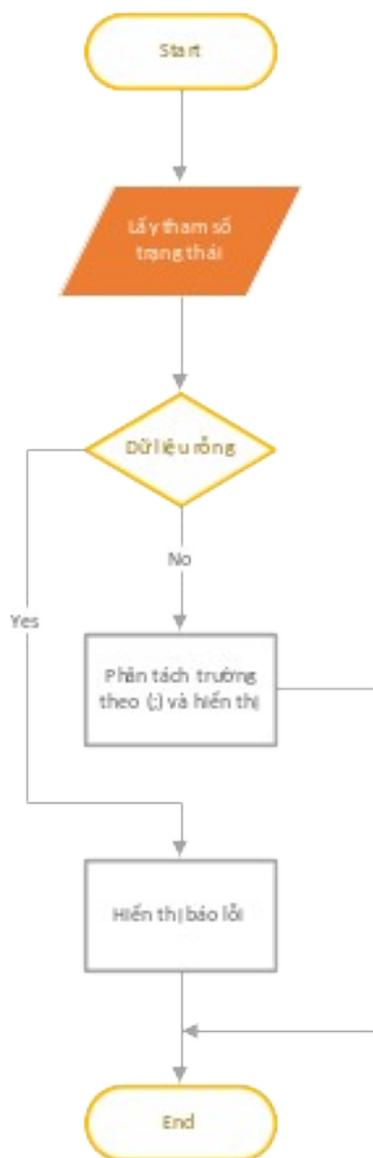 Start
Lấy tham số
trạng thái
Dữ liệu rỗng
No
Yes
Phân tách trường
theo (;) và hiển thị
Hiển thị báo lỗi
End